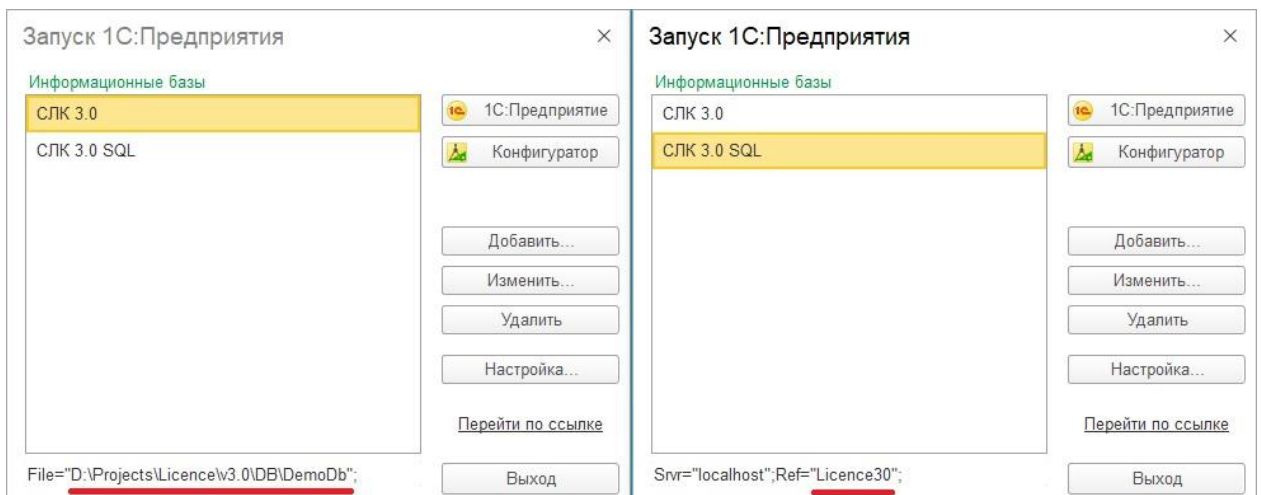 Запуск 1С:Предприятия
Информационные базы
СЛК 3.0
СЛК 3.0 SQL
1С:Предприятие
Конфигуратор
Добавить...
Изменить...
Удалить
Настройка...
Перейти по ссылке
Выход
File="D:\Projects\Licence\v3.0\DB\DemoDb";
Запуск 1С:Предприятия
Информационные базы
СЛК 3.0
СЛК 3.0 SQL
1С:Предприятие
Конфигуратор
Добавить...
Изменить...
Удалить
Настройка...
Перейти по ссылке
Выход
Srvr="localhost";Ref="Licence30";